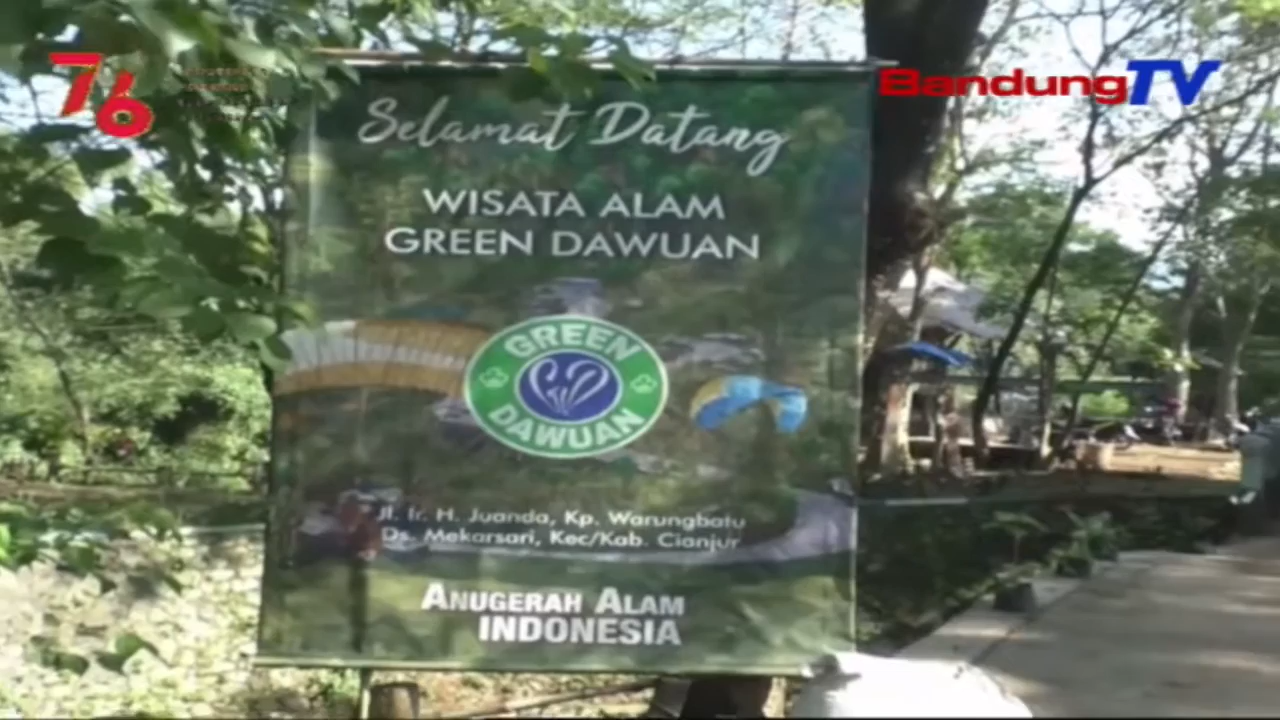 76
BandungTV
Selamat Datang
WISATA ALAM
GREEN DAWUAN
GREEN
DAWUAN
Jl. Ir. H. Juanda, Kp. Warungbatu
Ds. Mekarsari, Kec/Kab. Cianjur
ANUGERAH ALAM
INDONESIA